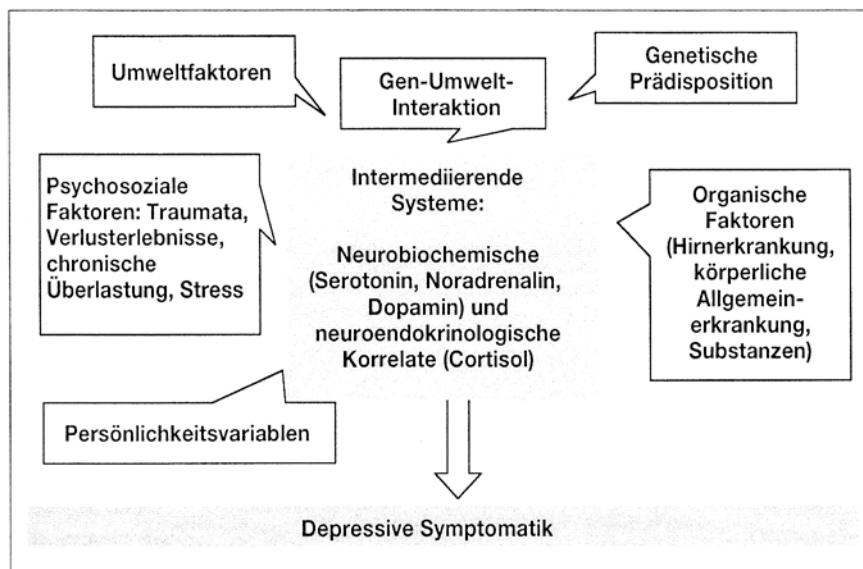 Umweltfaktoren
Gen-Umwelt-
Interaktion
Genetische
Prädisposition
Psychosoziale
Faktoren: Traumata,
Verlusterlebnisse,
chronische
Überlastung, Stress
Intermediierende
Systeme:
Neurobiochemische
(Serotonin, Noradrenalin,
Dopamin) und
neuroendokrinologische
Korrelate (Cortisol)
Organische
Faktoren
(Hirnerkrankung,
körperliche
Allgemein-
erkrankung,
Substanzen)
Persönlichkeitsvariablen
Depressive Symptomatik